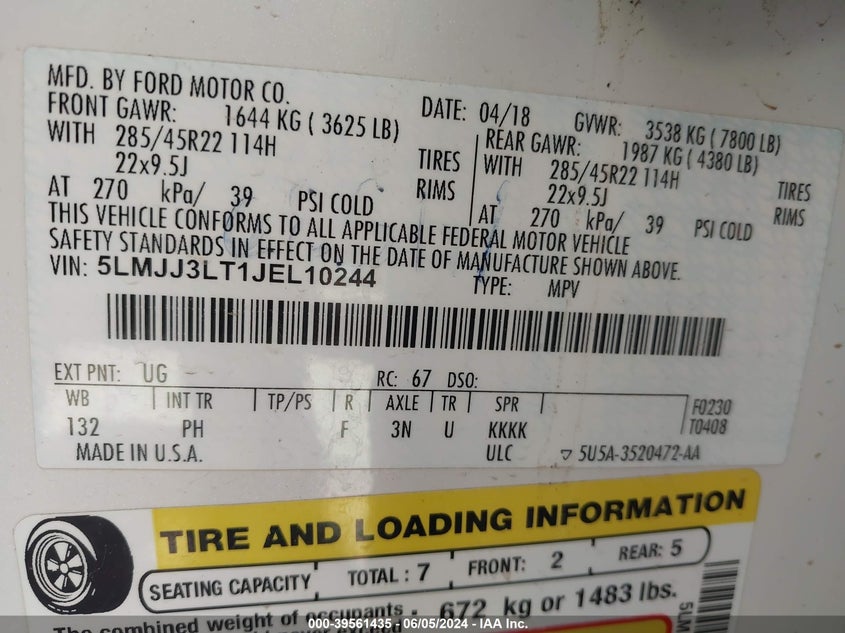 MFD. BY FORD MOTOR CO.
DATE: 04/18 GVWR: 3538 KG ( 7800 LB)
FRONT GAWR: 1644 KG ( 3625 LB) REAR GAWR: 1987 KG ( 4380 LB)
WITH 285/45R22 114H TIRES WITH 285/45R22 114H TIRES
22x9.5J RIMS 22x9.5J RIMS
AT 270 kPa/ 39 PSI COLD AT 270 kPa/ 39 PSI COLD
THIS VEHICLE CONFORMS TO ALL APPLICABLE FEDERAL MOTOR VEHICLE
SAFETY STANDARDS IN EFFECT ON THE DATE OF MANUFACTURE SHOWN ABOVE.
VIN: 5LMJJ3LT1JEL10244 TYPE: MPV
EXT PNT: UG RC: 67 DSO:
WB INT TR TP/PS R AXLE TR SPR F0230
132 PH F 3N U KKKK T0408
MADE IN U.S.A. ULC 5U5A-3520472-AA
TIRE AND LOADING INFORMATION
SEATING CAPACITY TOTAL : 7 FRONT: 2 REAR: 5
The combined weight of occupants 672 kg or 1483 lbs.
5LM
000-39561435 - 06/05/2024 - IAA Inc.